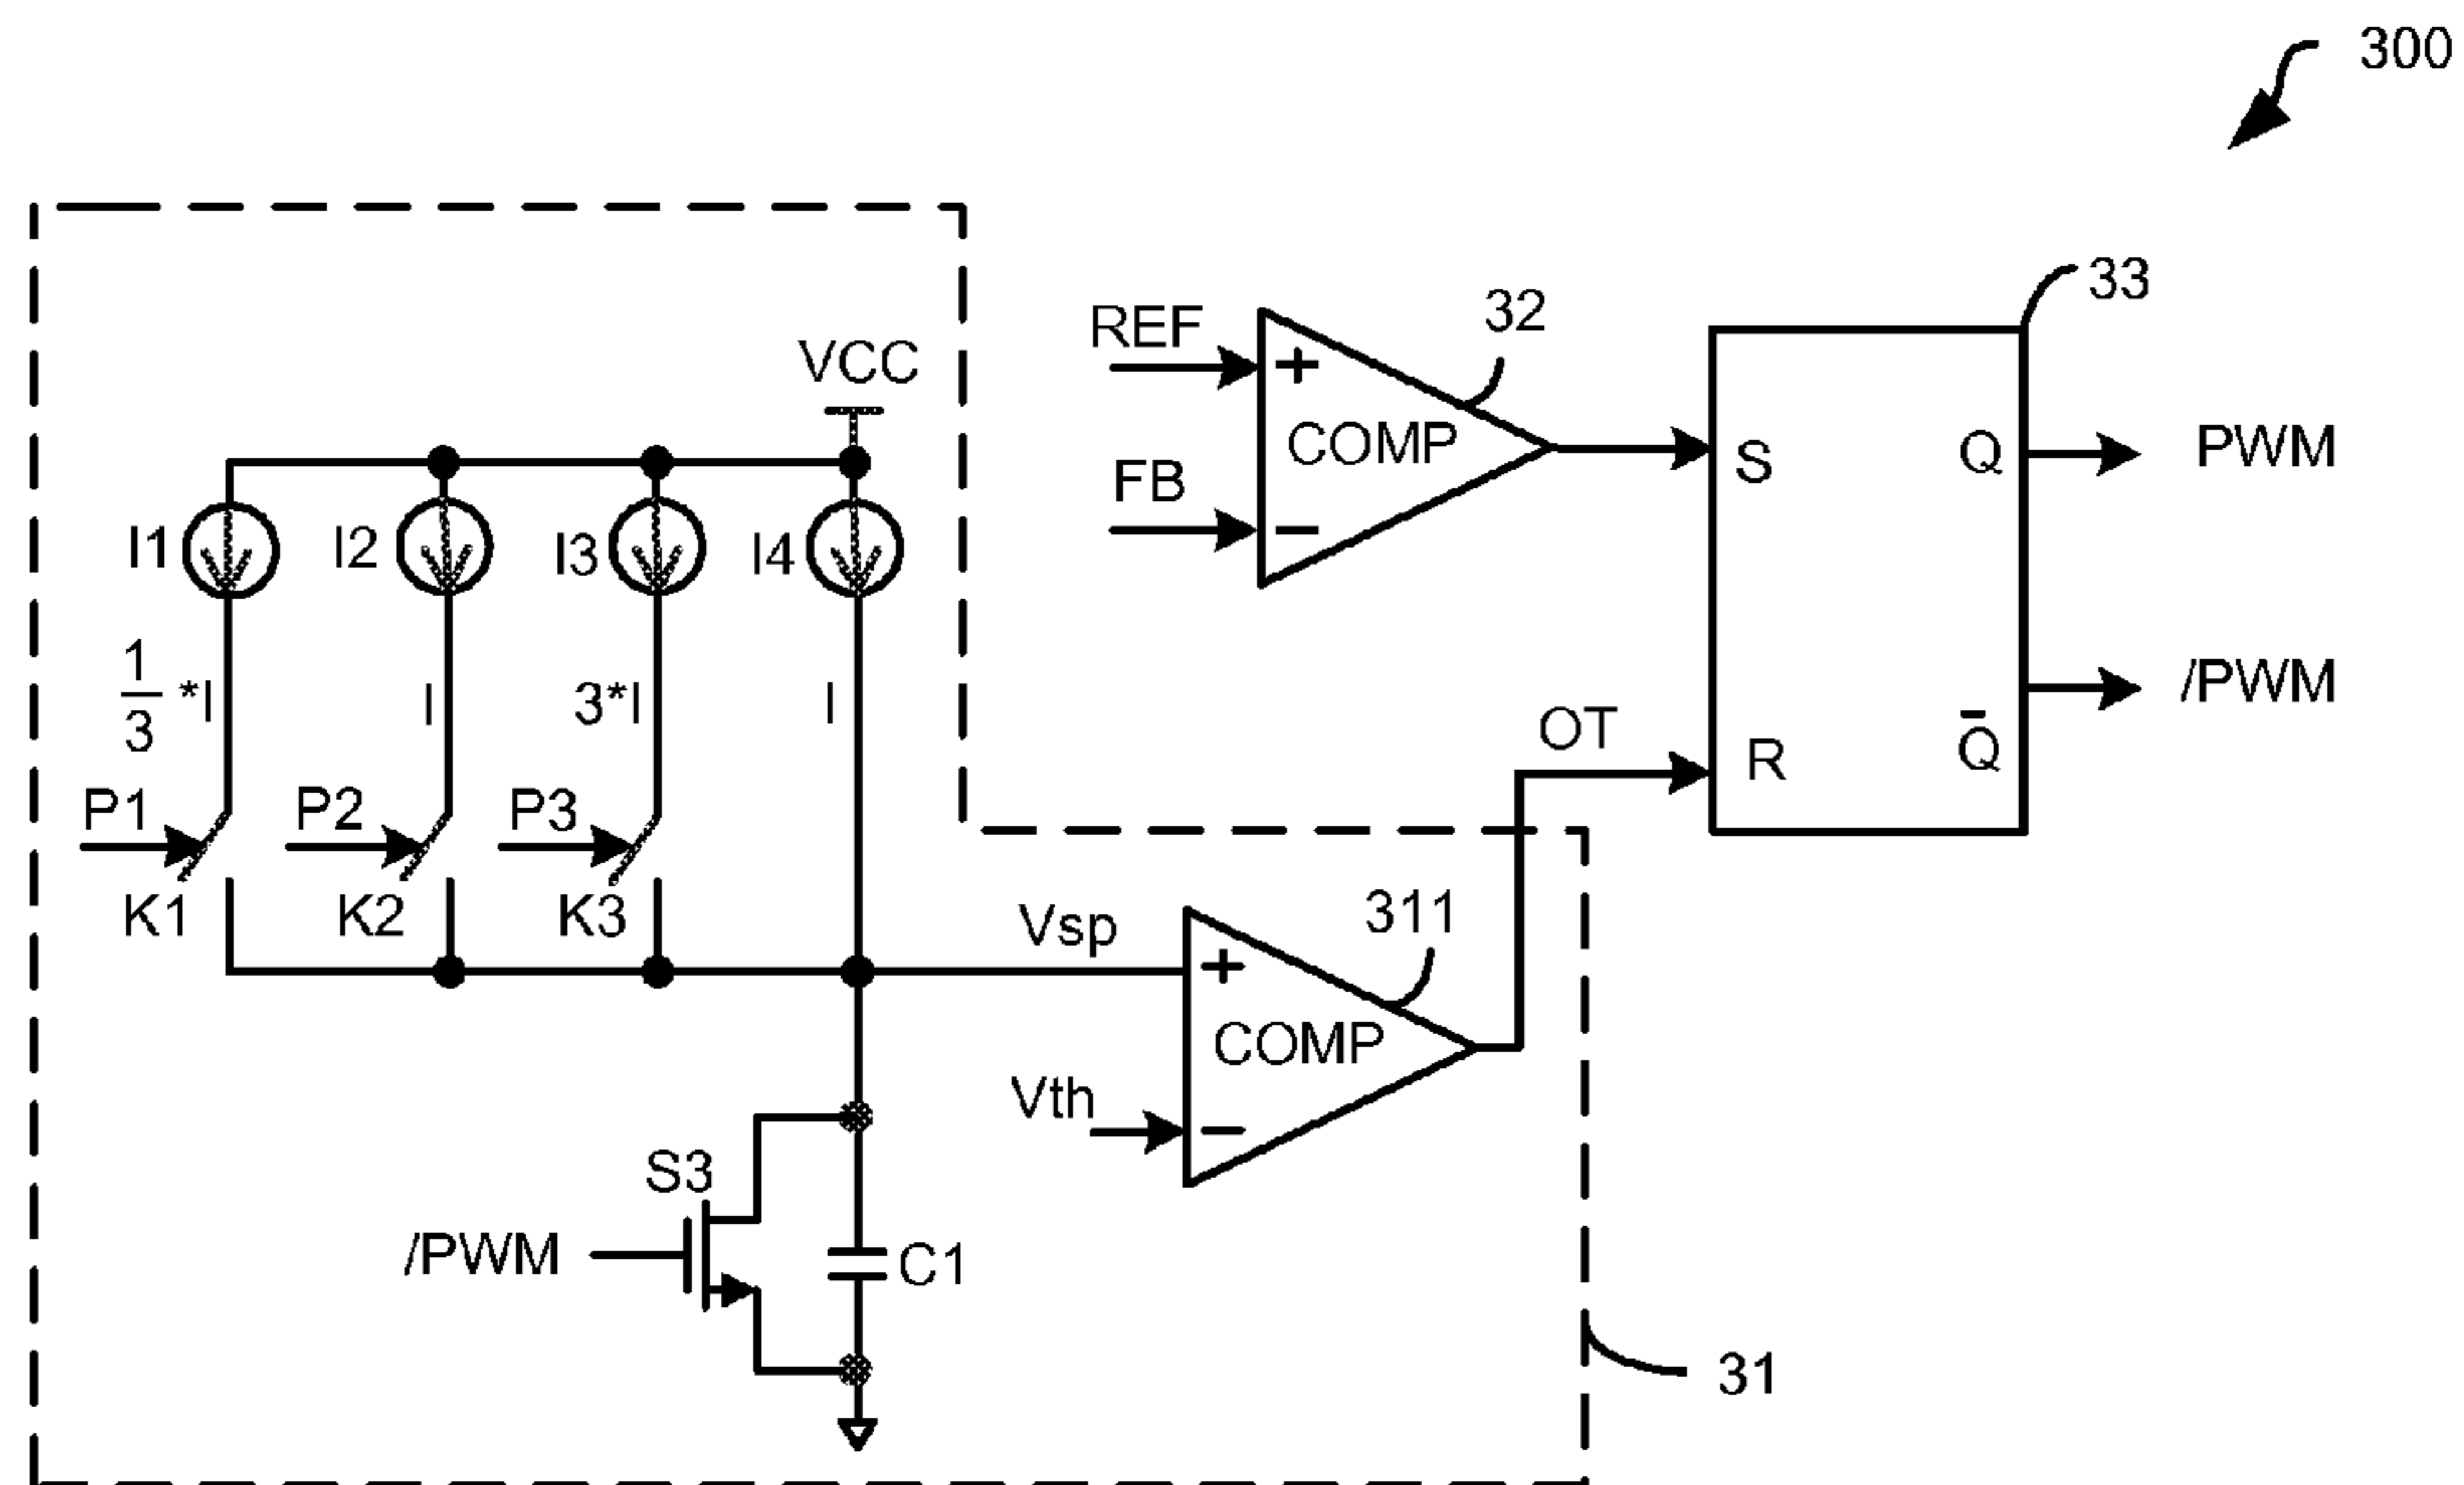 300
33
32
REF
COMP
FB
S
Q
PWM
/PWM
VCC
I1
I2
I3
I4
1/3 *I
I
3*I
I
OT
R
Q̅
P1
P2
P3
K1
K2
K3
Vsp
311
COMP
Vth
S3
/PWM
C1
31